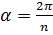 α = 2π/n